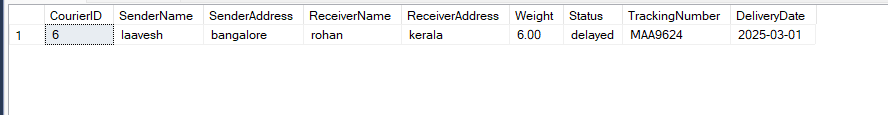 CourierID SenderName SenderAddress ReceiverName ReceiverAddress Weight Status TrackingNumber DeliveryDate
1 6 laavesh bangalore rohan kerala 6.00 delayed MAA9624 2025-03-01